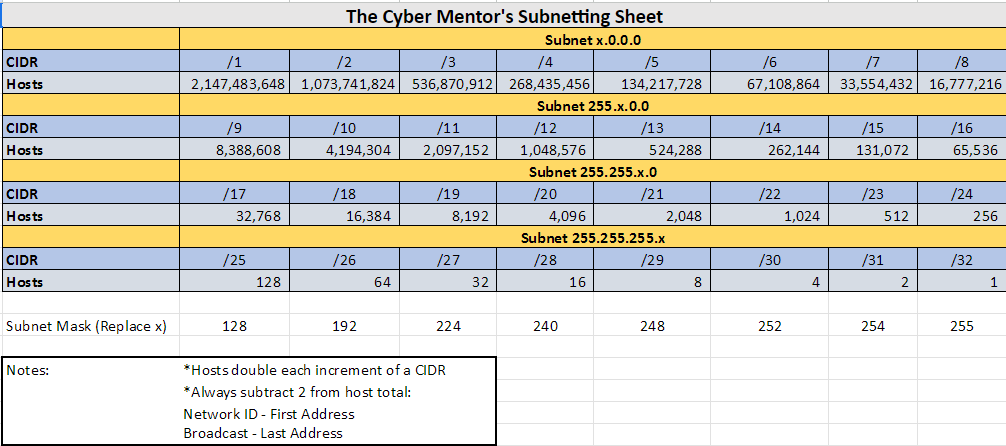 The Cyber Mentor's Subnetting Sheet
Subnet x.0.0.0
CIDR /1 /2 /3 /4 /5 /6 /7 /8
Hosts 2,147,483,648 1,073,741,824 536,870,912 268,435,456 134,217,728 67,108,864 33,554,432 16,777,216
Subnet 255.x.0.0
CIDR /9 /10 /11 /12 /13 /14 /15 /16
Hosts 8,388,608 4,194,304 2,097,152 1,048,576 524,288 262,144 131,072 65,536
Subnet 255.255.x.0
CIDR /17 /18 /19 /20 /21 /22 /23 /24
Hosts 32,768 16,384 8,192 4,096 2,048 1,024 512 256
Subnet 255.255.255.x
CIDR /25 /26 /27 /28 /29 /30 /31 /32
Hosts 128 64 32 16 8 4 2 1
Subnet Mask (Replace x) 128 192 224 240 248 252 254 255
Notes: *Hosts double each increment of a CIDR
*Always subtract 2 from host total:
Network ID - First Address
Broadcast - Last Address